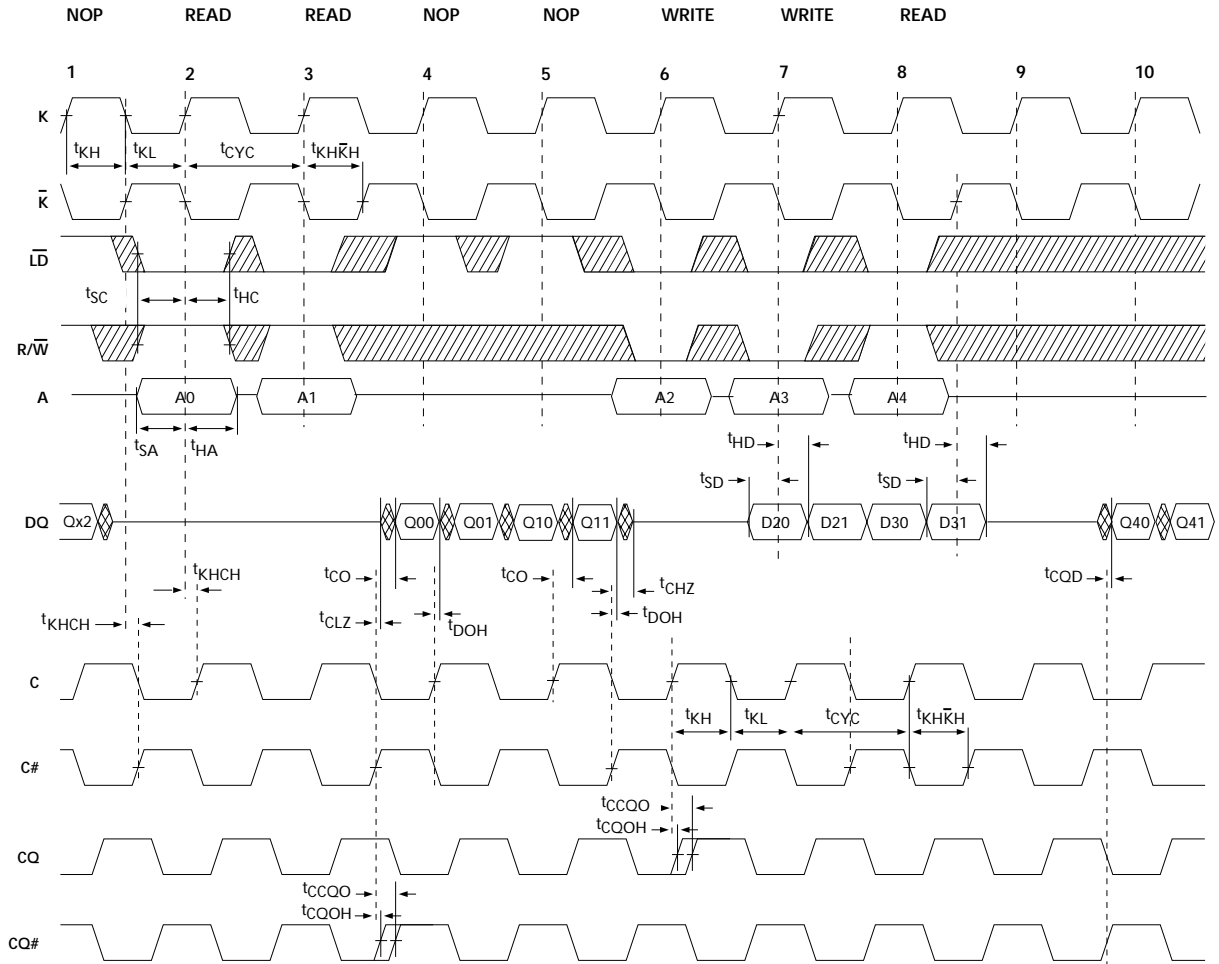 NOP READ READ NOP NOP WRITE WRITE READ
1 2 3 4 5 6 7 8 9 10
K
tKH tKL tCYC tKHK̅H
K̅
L̅D̅
tSC tHC
R/W̅
A A0 A1 A2 A3 A4
tSA tHA tHD tHD
tSD tSD
DQ Qx2 Q00 Q01 Q10 Q11 D20 D21 D30 D31 Q40 Q41
tKHCH tCO tCO tCHZ tCQD
tKHCH tCLZ tDOH tDOH
C
tKH tKL tCYC tKHK̅H
C#
tCCQO
tCQOH
CQ
tCCQO
tCQOH
CQ#